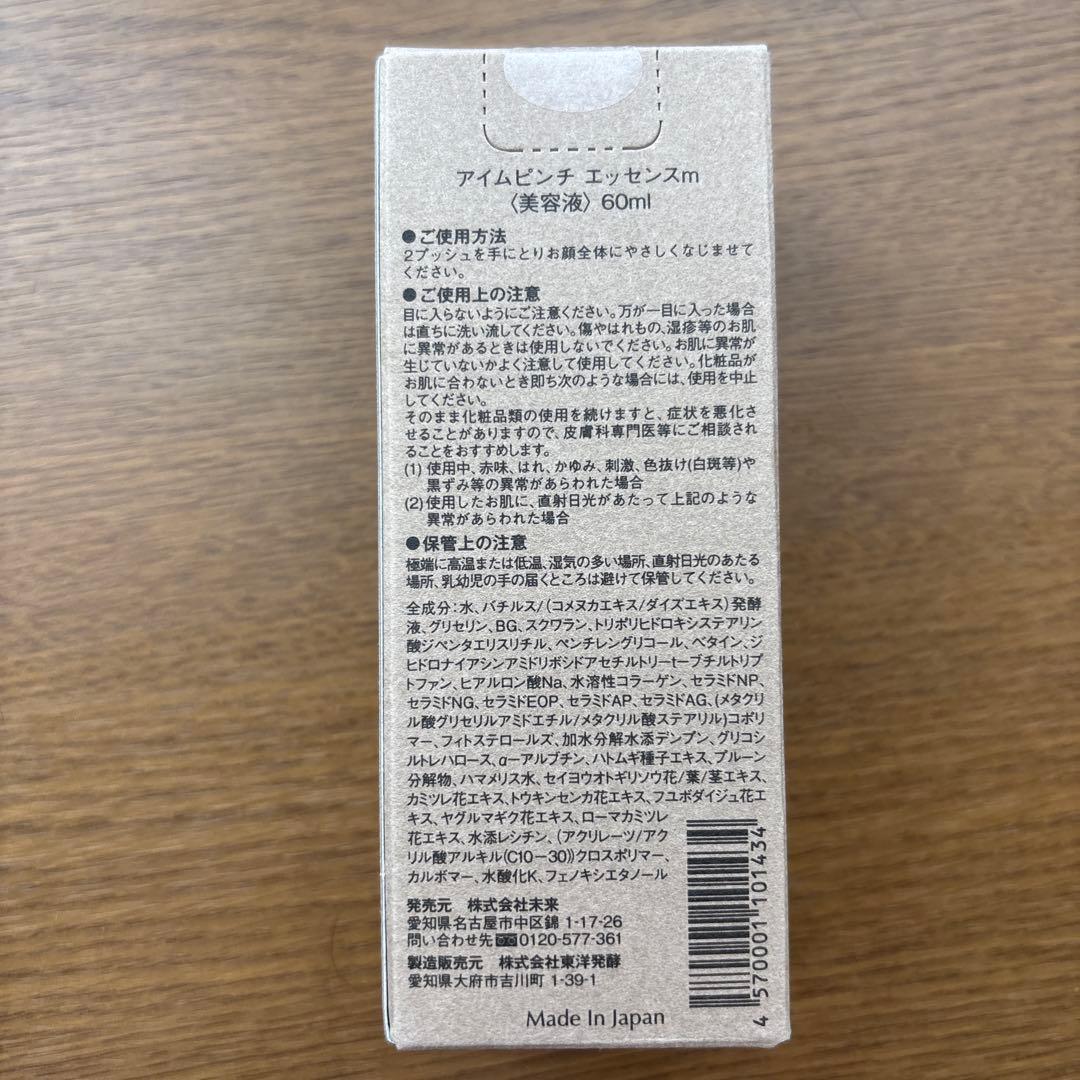 アイムピンチ エッセンスm
〈美容液〉60ml
●ご使用方法
2プッシュを手にとりお顔全体にやさしくなじませて
ください。
●ご使用上の注意
目に入らないようにご注意ください。万が一目に入った場合
は直ちに洗い流してください。傷やはれもの、湿疹等のお肌
に異常があるときは使用しないでください。お肌に異常が
生じていないかよく注意して使用してください。化粧品が
お肌に合わないとき即ち次のような場合には、使用を中止
してください。
そのまま化粧品類の使用を続けますと、症状を悪化さ
せることがありますので、皮膚科専門医等にご相談され
ることをおすすめします。
(1) 使用中、赤味、はれ、かゆみ、刺激、色抜け(白斑等)や
黒ずみ等の異常があらわれた場合
(2) 使用したお肌に、直射日光があたって上記のような
異常があらわれた場合
●保管上の注意
極端に高温または低温、湿気の多い場所、直射日光のあたる
場所、乳幼児の手の届くところは避けて保管してください。
全成分：水、バチルス/（コメヌカエキス/ダイズエキス）発酵
液、グリセリン、BG、スクワラン、トリポリヒドロキシステアリン
酸ジペンタエリスリチル、ペンチレングリコール、ベタイン、ジ
ヒドロナイアシンアミドリボシドアセチルトリーt－ブチルトリプ
トファン、ヒアルロン酸Na、水溶性コラーゲン、セラミドNP、
セラミドNG、セラミドEOP、セラミドAP、セラミドAG、(メタクリ
ル酸グリセリルアミドエチル/メタクリル酸ステアリル)コポリ
マー、フィトステロールズ、加水分解水添デンプン、グリコシ
ルトレハロース、α－アルブチン、ハトムギ種子エキス、プルーン
分解物、ハマメリス水、セイヨウオトギリソウ花/葉/茎エキス、
カミツレ花エキス、トウキンセンカ花エキス、フユボダイジュ花エ
キス、ヤグルマギク花エキス、ローマカミツレ
花エキス、水添レシチン、（アクリレーツ/アク
リル酸アルキル(C10－30)）クロスポリマー、
カルボマー、水酸化K、フェノキシエタノール
発売元 株式会社未来
愛知県名古屋市中区錦 1-17-26
問い合わせ先 0120-577-361
製造販売元 株式会社東洋発酵
愛知県大府市吉川町 1-39-1
Made In Japan
4 570001 101434